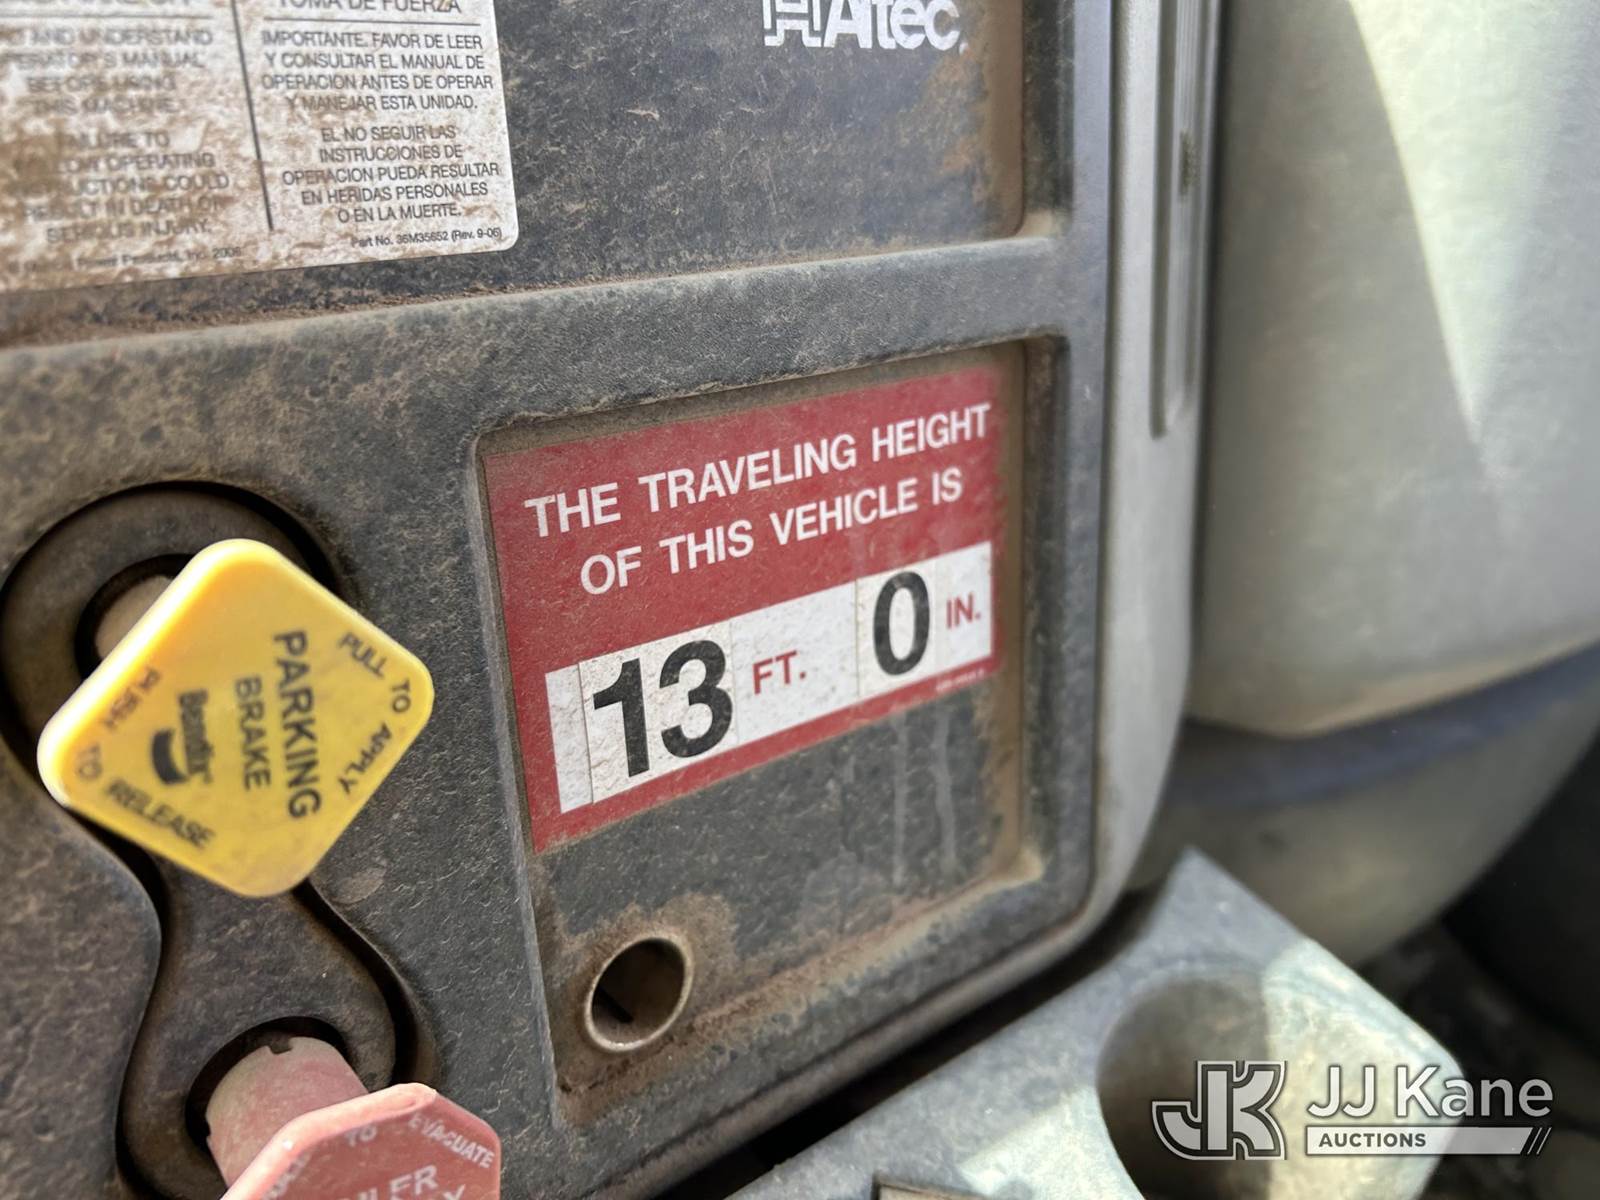 TOMA DE FUERZA
AND UNDERSTAND
OPERATOR'S MANUAL
BEFORE USING
THIS MACHINE.
FAILURE TO
FOLLOW OPERATING
INSTRUCTIONS COULD
RESULT IN DEATH OR
SERIOUS INJURY.
2006
IMPORTANTE. FAVOR DE LEER
Y CONSULTAR EL MANUAL DE
OPERACION ANTES DE OPERAR
Y MANEJAR ESTA UNIDAD.
EL NO SEGUIR LAS
INSTRUCCIONES DE
OPERACION PUEDA RESULTAR
EN HERIDAS PERSONALES
O EN LA MUERTE.
Part No. 36M35652 (Rev. 9-06)
Altec
THE TRAVELING HEIGHT
OF THIS VEHICLE IS
13 FT. 0 IN.
PARKING
BRAKE
Bendix
PULL TO APPLY
PUSH TO RELEASE
TO EVACUATE
JJ Kane
AUCTIONS